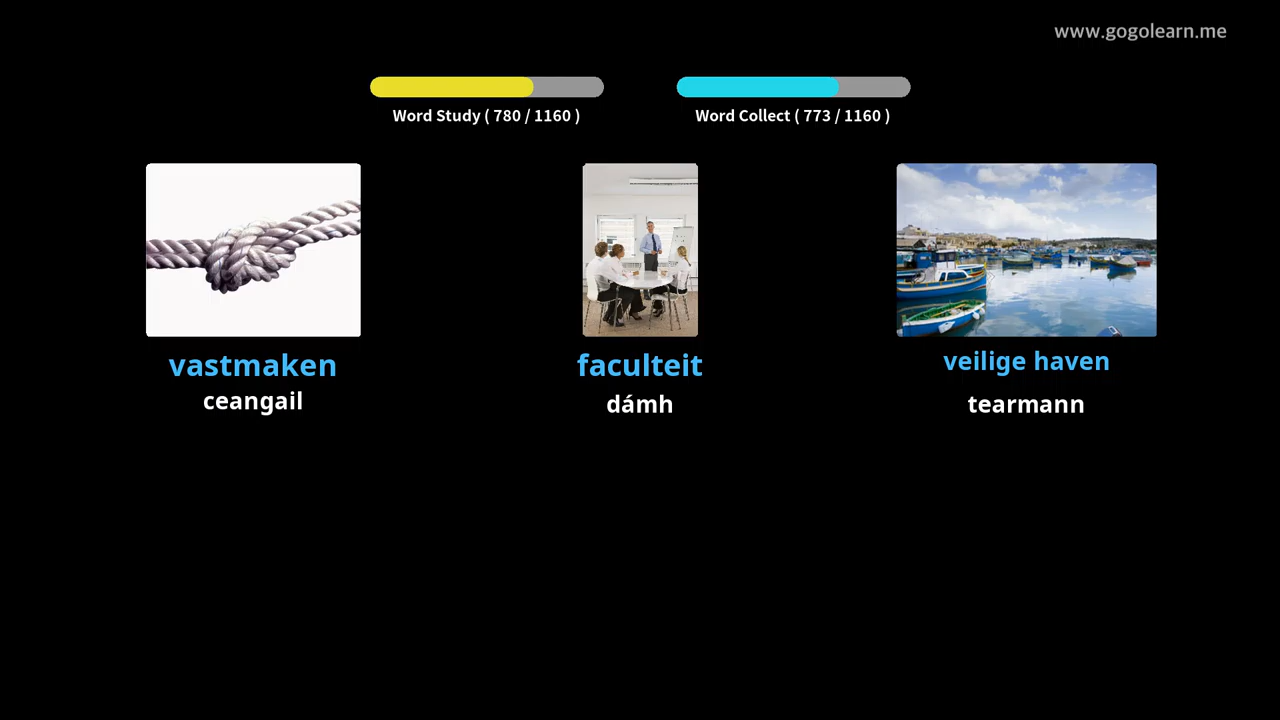 www.gogolearn.me
Word Study ( 780 / 1160 )
Word Collect ( 773 / 1160 )
vastmaken
ceangail
faculteit
dámh
veilige haven
tearmann